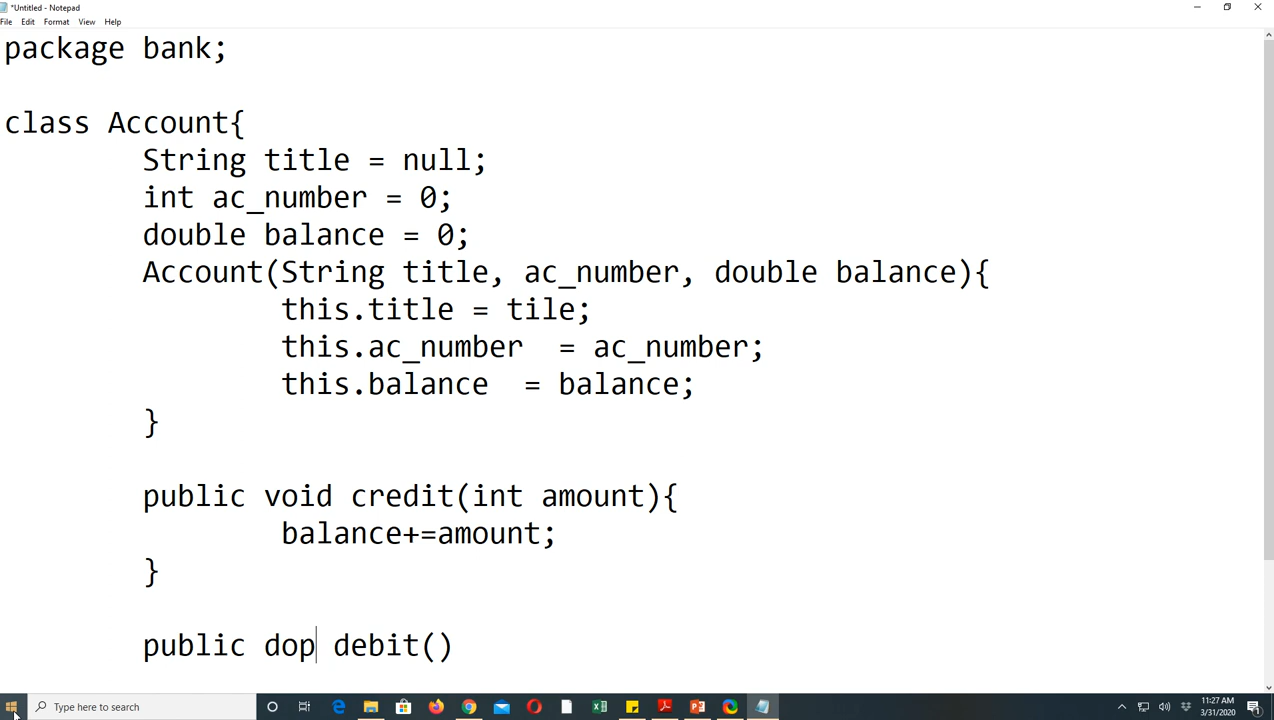 *Untitled - Notepad
File Edit Format View Help
package bank;
class Account{
String title = null;
int ac_number = 0;
double balance = 0;
Account(String title, ac_number, double balance){
this.title = tile;
this.ac_number  = ac_number;
this.balance  = balance;
}
public void credit(int amount){
balance+=amount;
}
public dop debit()
Type here to search
11:27 AM
3/31/2020
1